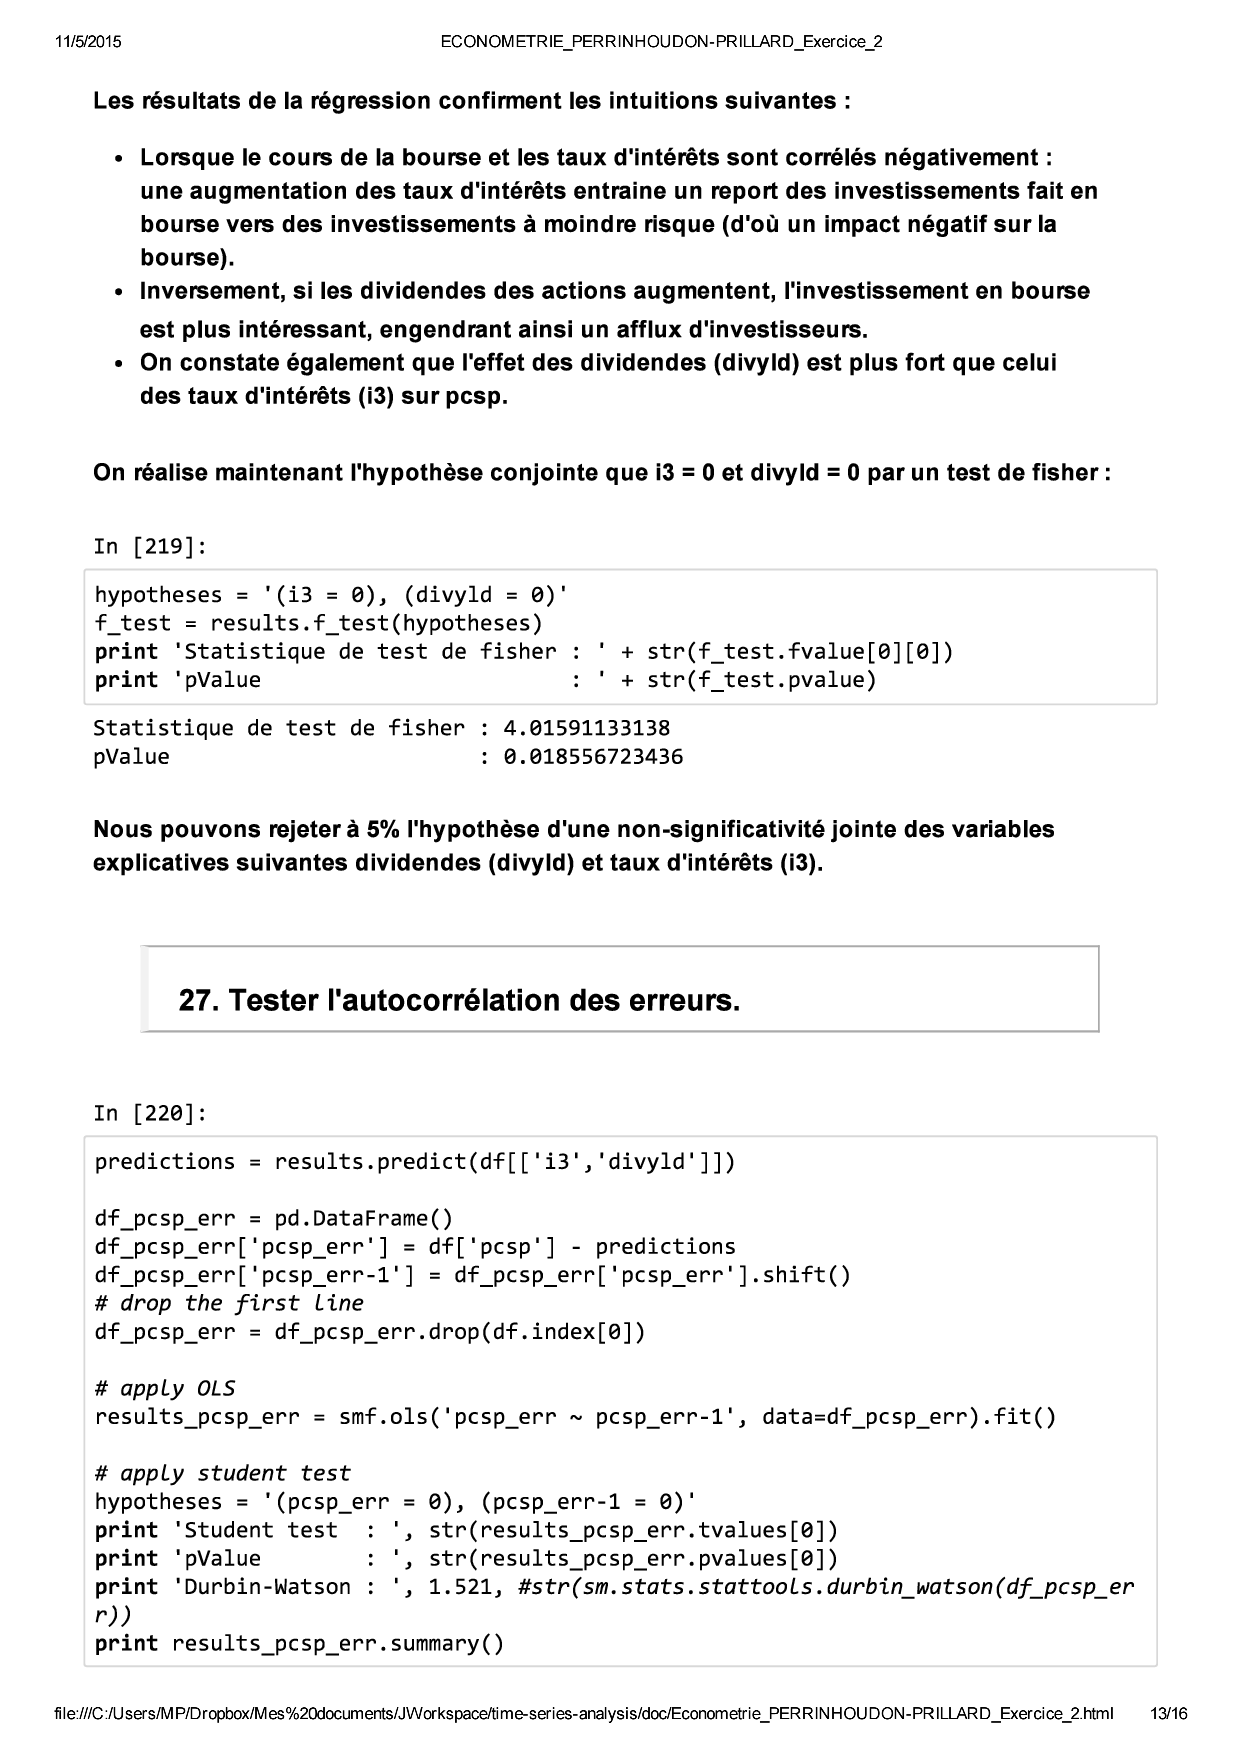 11/5/2015 ECONOMETRIE_PERRINHOUDON-PRILLARD_Exercice_2
Les résultats de la régression confirment les intuitions suivantes :
• Lorsque le cours de la bourse et les taux d'intérêts sont corrélés négativement :
une augmentation des taux d'intérêts entraine un report des investissements fait en
bourse vers des investissements à moindre risque (d'où un impact négatif sur la
bourse).
• Inversement, si les dividendes des actions augmentent, l'investissement en bourse
est plus intéressant, engendrant ainsi un afflux d'investisseurs.
• On constate également que l'effet des dividendes (divyld) est plus fort que celui
des taux d'intérêts (i3) sur pcsp.
On réalise maintenant l'hypothèse conjointe que i3 = 0 et divyld = 0 par un test de fisher :
In [219]:
hypotheses = '(i3 = 0), (divyld = 0)'
f_test = results.f_test(hypotheses)
print 'Statistique de test de fisher : ' + str(f_test.fvalue[0][0])
print 'pValue                        : ' + str(f_test.pvalue)
Statistique de test de fisher : 4.01591133138
pValue                        : 0.018556723436
Nous pouvons rejeter à 5% l'hypothèse d'une non-significativité jointe des variables
explicatives suivantes dividendes (divyld) et taux d'intérêts (i3).
27. Tester l'autocorrélation des erreurs.
In [220]:
predictions = results.predict(df[['i3','divyld']])
df_pcsp_err = pd.DataFrame()
df_pcsp_err['pcsp_err'] = df['pcsp'] - predictions
df_pcsp_err['pcsp_err-1'] = df_pcsp_err['pcsp_err'].shift()
# drop the first line
df_pcsp_err = df_pcsp_err.drop(df.index[0])
# apply OLS
results_pcsp_err = smf.ols('pcsp_err ~ pcsp_err-1', data=df_pcsp_err).fit()
# apply student test
hypotheses = '(pcsp_err = 0), (pcsp_err-1 = 0)'
print 'Student test  : ', str(results_pcsp_err.tvalues[0])
print 'pValue        : ', str(results_pcsp_err.pvalues[0])
print 'Durbin-Watson : ', 1.521, #str(sm.stats.stattools.durbin_watson(df_pcsp_er
r))
print results_pcsp_err.summary()
file:///C:/Users/MP/Dropbox/Mes%20documents/JWorkspace/time-series-analysis/doc/Econometrie_PERRINHOUDON-PRILLARD_Exercice_2.html 13/16